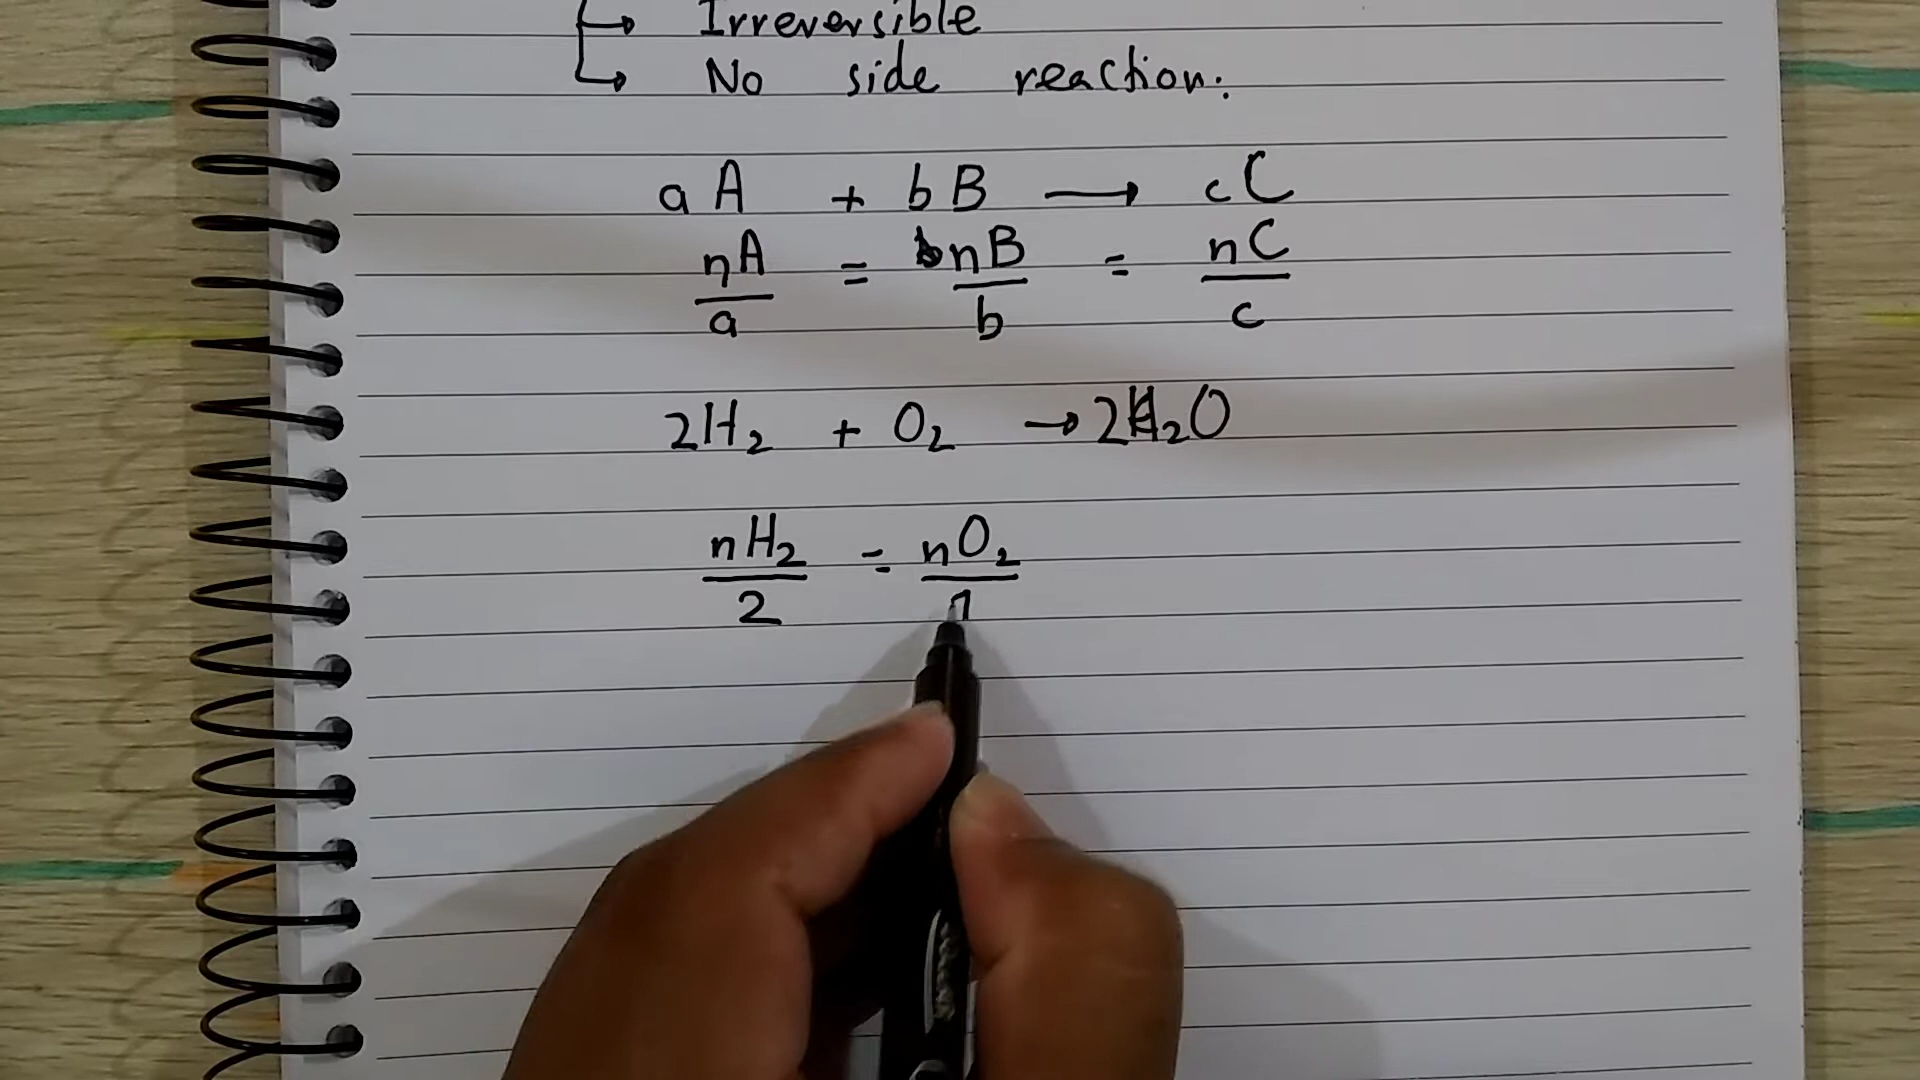 → Irreversible
→ No side reaction.
aA + bB → cC
nA/a = nB/b = nC/c
2H₂ + O₂ → 2H₂O
nH₂/2 = nO₂/1